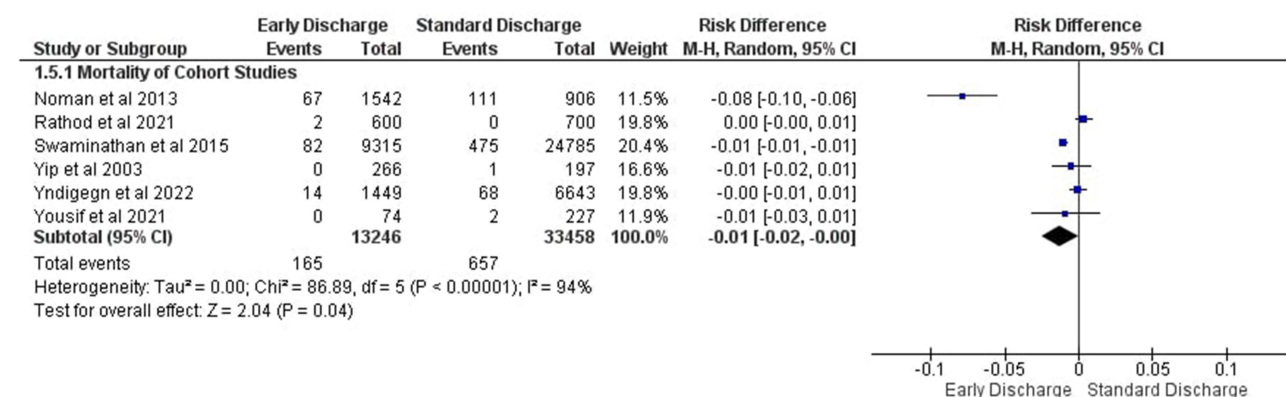 Early Discharge Standard Discharge Risk Difference Risk Difference
Study or Subgroup Events Total Events Total Weight M-H, Random, 95% CI M-H, Random, 95% CI
1.5.1 Mortality of Cohort Studies
Noman et al 2013 67 1542 111 906 11.5% -0.08 [-0.10, -0.06]
Rathod et al 2021 2 600 0 700 19.8% 0.00 [-0.00, 0.01]
Swaminathan et al 2015 82 9315 475 24785 20.4% -0.01 [-0.01, -0.01]
Yip et al 2003 0 266 1 197 16.6% -0.01 [-0.02, 0.01]
Yndigegn et al 2022 14 1449 68 6643 19.8% -0.00 [-0.01, 0.01]
Yousif et al 2021 0 74 2 227 11.9% -0.01 [-0.03, 0.01]
Subtotal (95% CI) 13246 33458 100.0% -0.01 [-0.02, -0.00]
Total events 165 657
Heterogeneity: Tau² = 0.00; Chi² = 86.89, df = 5 (P < 0.00001); I² = 94%
Test for overall effect: Z = 2.04 (P = 0.04)
-0.1 -0.05 0 0.05 0.1
Early Discharge Standard Discharge